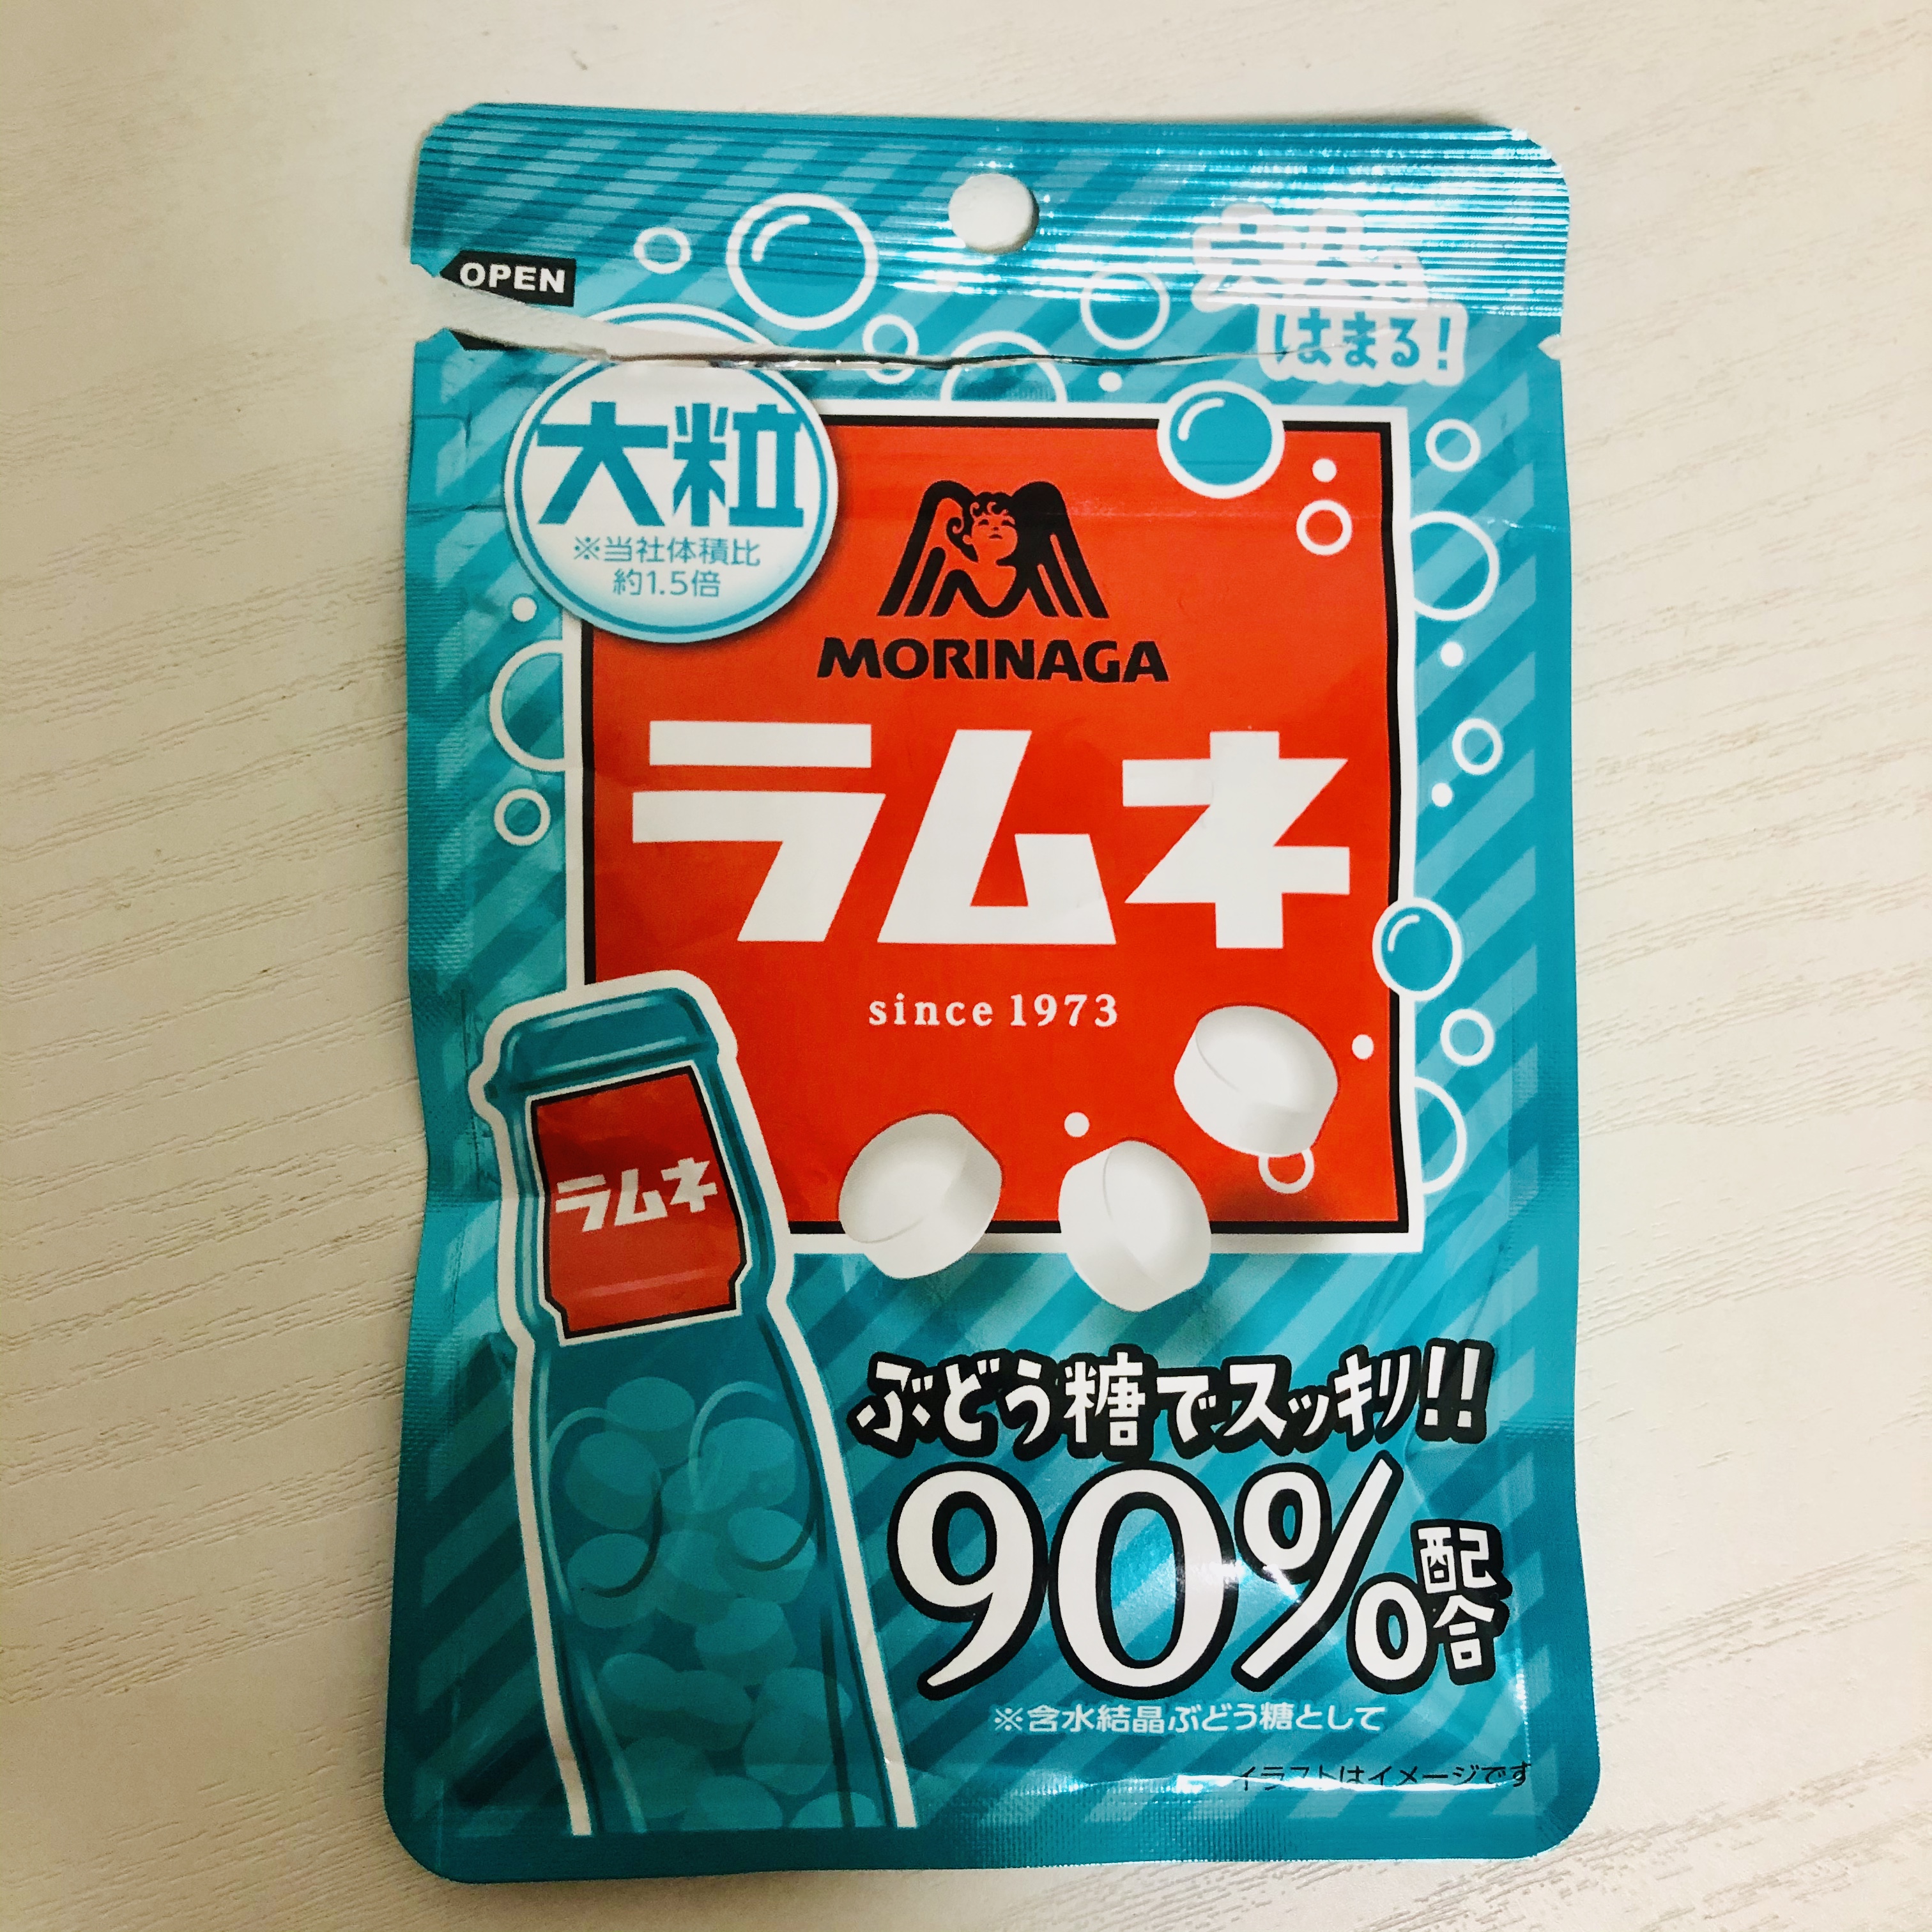 OPEN
はまる!
大粒
※当社体積比
約1.5倍
MORINAGA
ラムネ
since 1973
ラムネ
ぶどう糖でスッキリ!!
90%配合
※含水結晶ぶどう糖として
イラストはイメージです